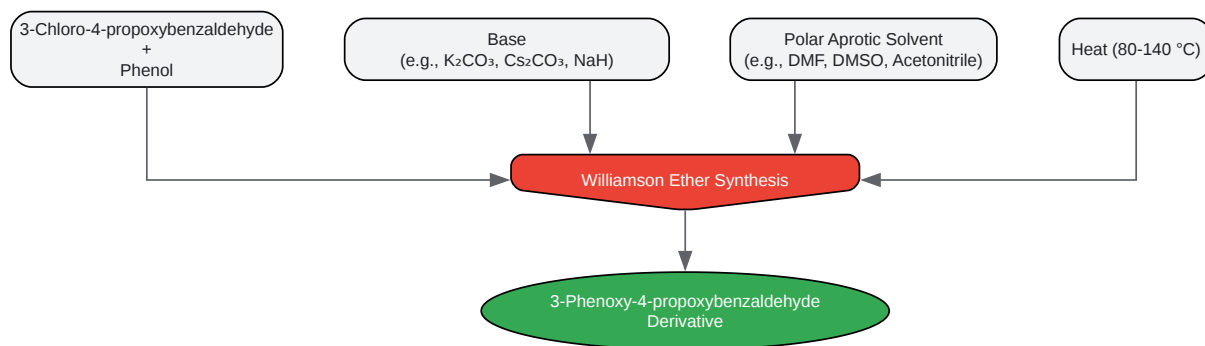 3-Chloro-4-propoxybenzaldehyde
+
Phenol
Base
(e.g., K₂CO₃, Cs₂CO₃, NaH)
Polar Aprotic Solvent
(e.g., DMF, DMSO, Acetonitrile)
Heat (80-140 °C)
Williamson Ether Synthesis
3-Phenoxy-4-propoxybenzaldehyde
Derivative